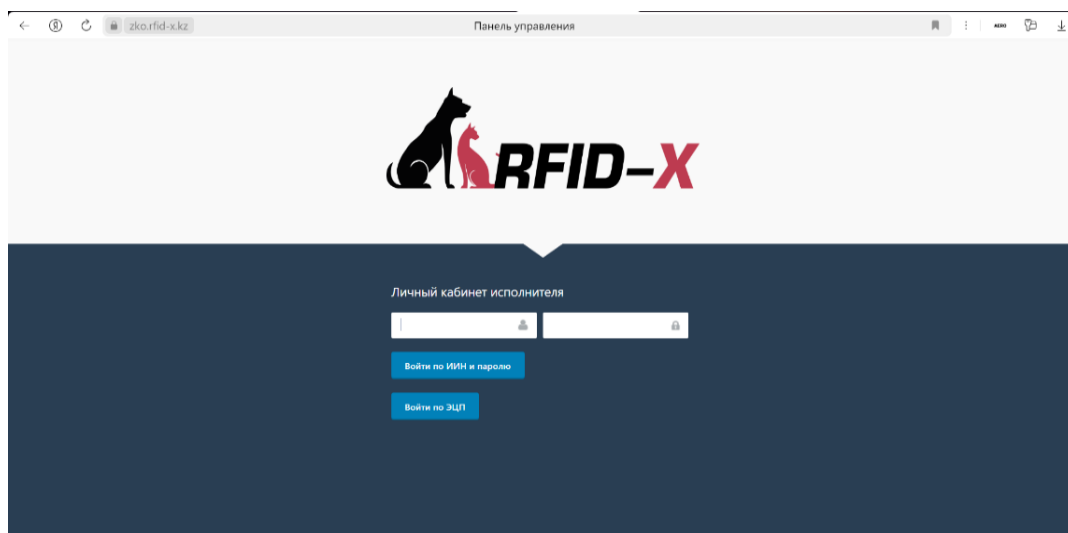 zko.rfid-x.kz
Панель управления
RFID-X
Личный кабинет исполнителя
Войти по ИИН и паролю
Войти по ЭЦП